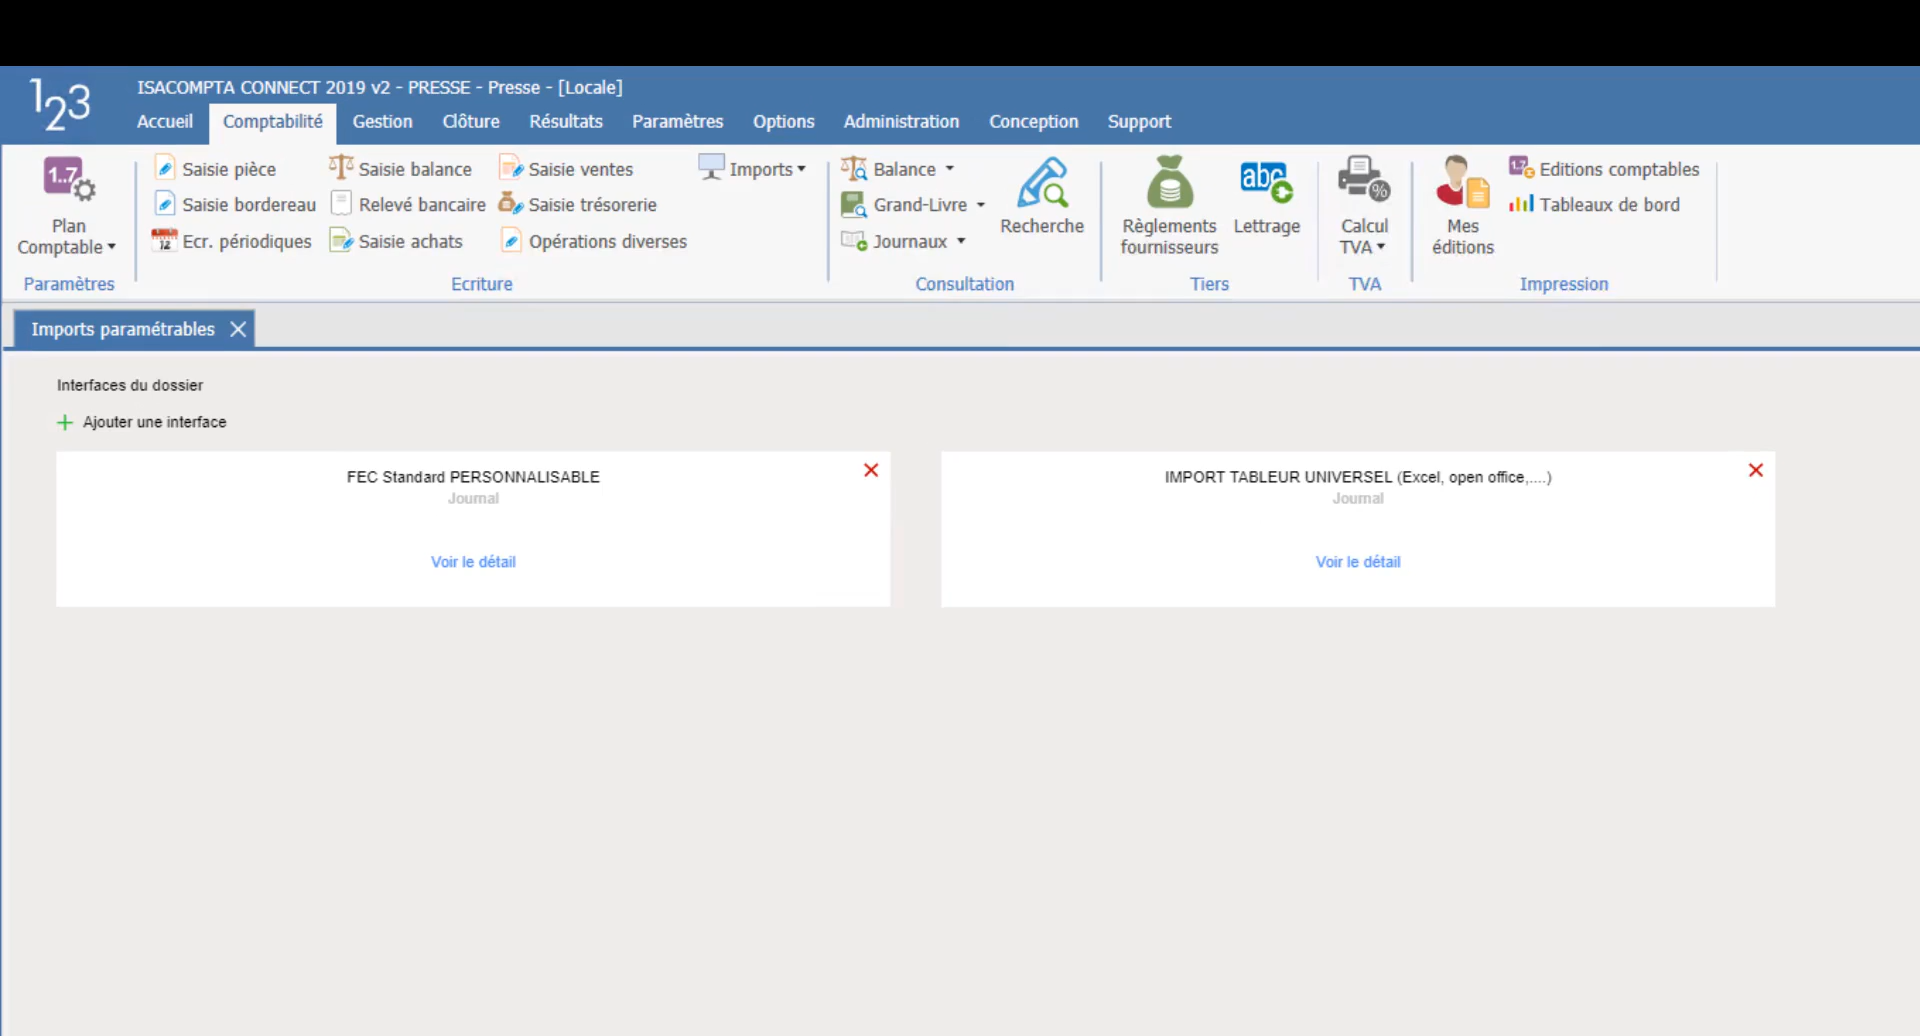 123
ISACOMPTA CONNECT 2019 v2 - PRESSE - Presse - [Locale]
Accueil Comptabilité Gestion Clôture Résultats Paramètres Options Administration Conception Support
1..7
Plan
Comptable
Paramètres
Saisie pièce
Saisie bordereau
12 Ecr. périodiques
Saisie balance
Relevé bancaire
Saisie achats
Saisie ventes
Saisie trésorerie
Opérations diverses
Imports
Ecriture
Balance
Grand-Livre
Journaux
Recherche
Consultation
Règlements
fournisseurs
abc
Lettrage
Tiers
%
Calcul
TVA
TVA
Mes
éditions
1.7 Editions comptables
Tableaux de bord
Impression
Imports paramétrables
Interfaces du dossier
Ajouter une interface
FEC Standard PERSONNALISABLE
Journal
Voir le détail
IMPORT TABLEUR UNIVERSEL (Excel, open office,....)
Journal
Voir le détail